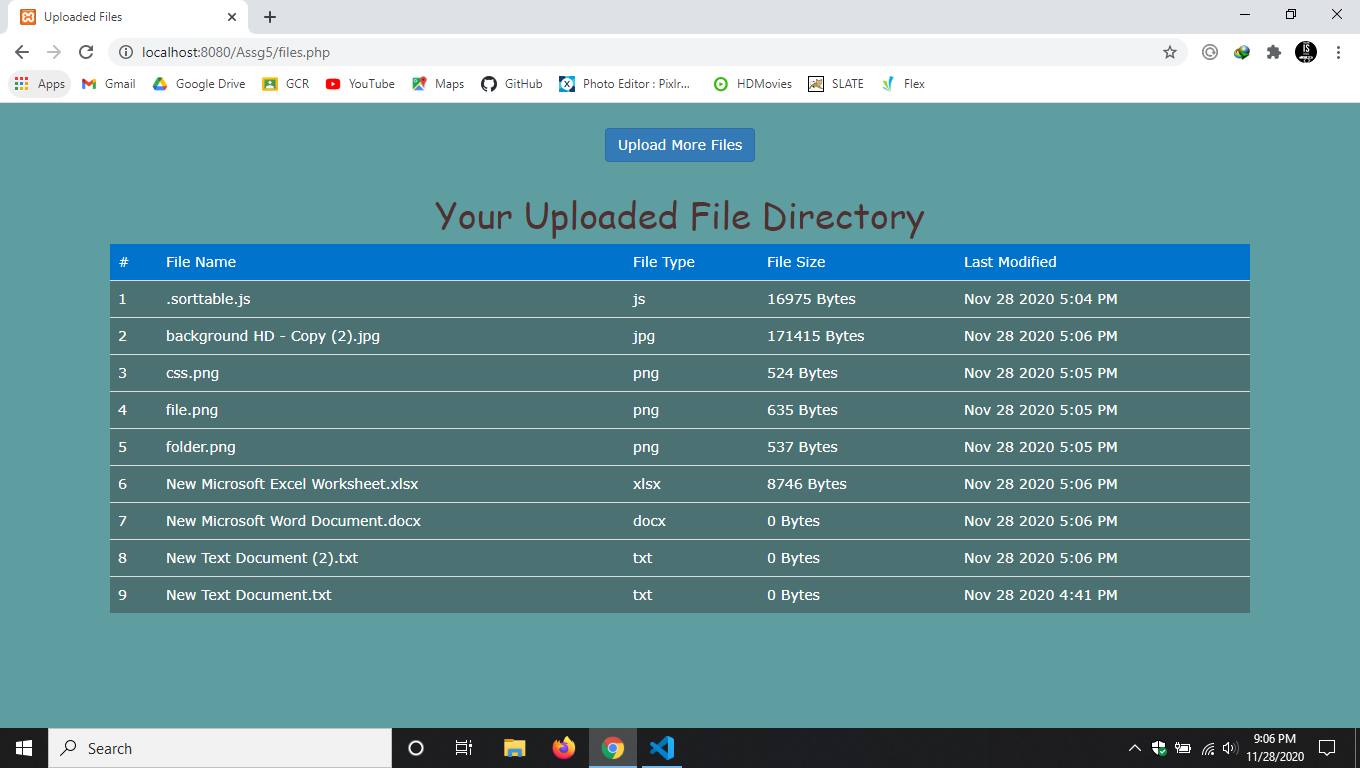 Uploaded Files
localhost:8080/Assg5/files.php
Apps Gmail Google Drive GCR YouTube Maps GitHub Photo Editor : Pixlr... HDMovies SLATE Flex
Upload More Files
Your Uploaded File Directory
# File Name File Type File Size Last Modified
1 .sorttable.js js 16975 Bytes Nov 28 2020 5:04 PM
2 background HD - Copy (2).jpg jpg 171415 Bytes Nov 28 2020 5:06 PM
3 css.png png 524 Bytes Nov 28 2020 5:05 PM
4 file.png png 635 Bytes Nov 28 2020 5:05 PM
5 folder.png png 537 Bytes Nov 28 2020 5:05 PM
6 New Microsoft Excel Worksheet.xlsx xlsx 8746 Bytes Nov 28 2020 5:06 PM
7 New Microsoft Word Document.docx docx 0 Bytes Nov 28 2020 5:06 PM
8 New Text Document (2).txt txt 0 Bytes Nov 28 2020 5:06 PM
9 New Text Document.txt txt 0 Bytes Nov 28 2020 4:41 PM
Search
9:06 PM
11/28/2020